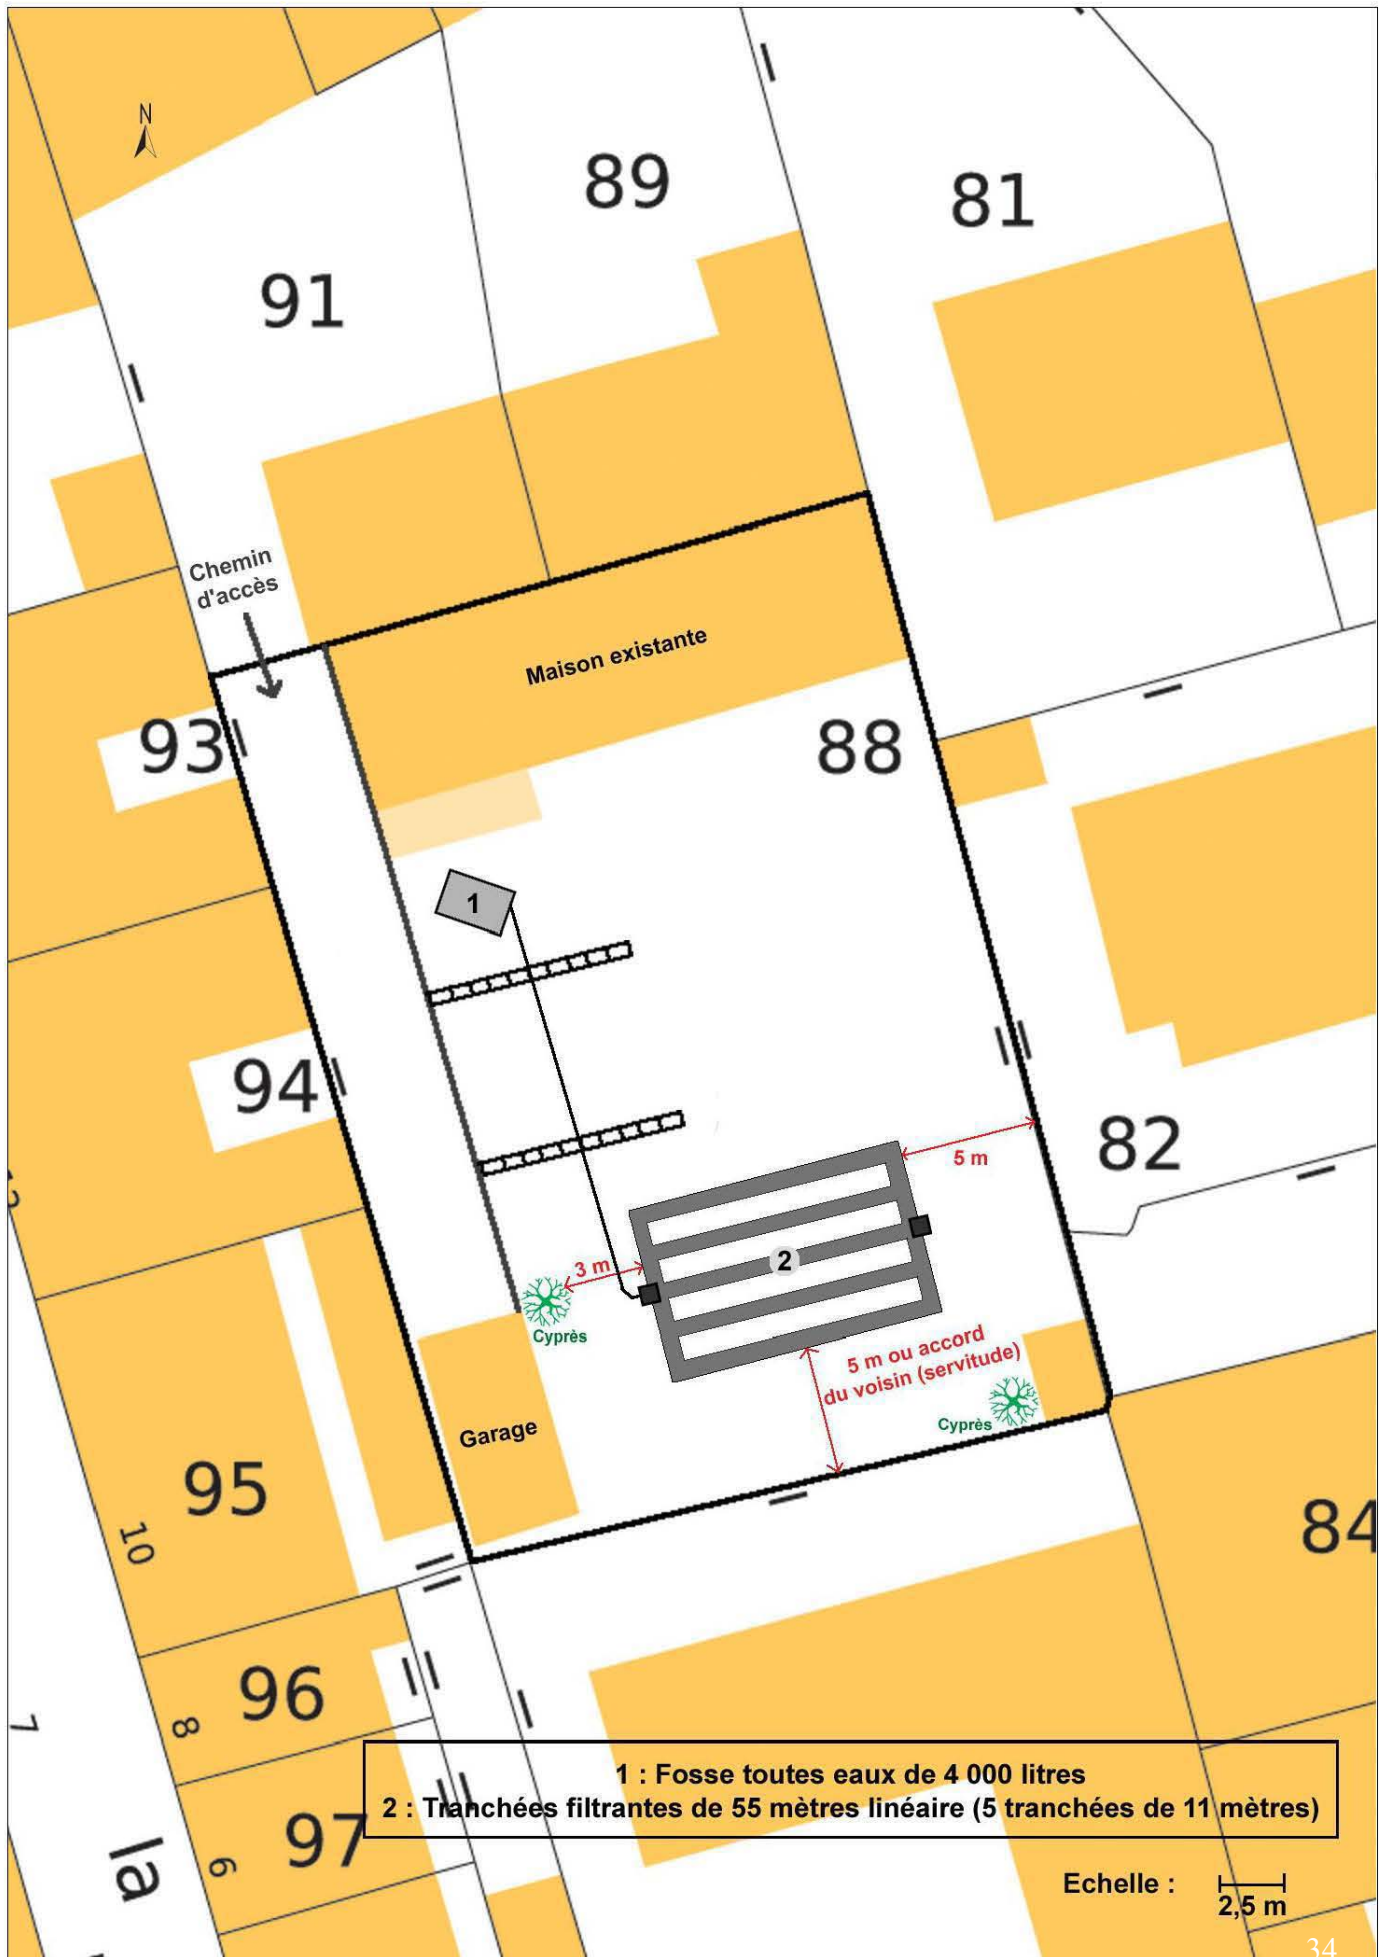 N
89
81
91
Chemin
d'accès
Maison existante
93
88
1
94
82
5 m
2
3 m
Cyprès
5 m ou accord
du voisin (servitude)
Cyprès
Garage
95
10
84
96
8
7
1 : Fosse toutes eaux de 4 000 litres
2 : Tranchées filtrantes de 55 mètres linéaire (5 tranchées de 11 mètres)
97
6
la
Echelle :
2,5 m
34